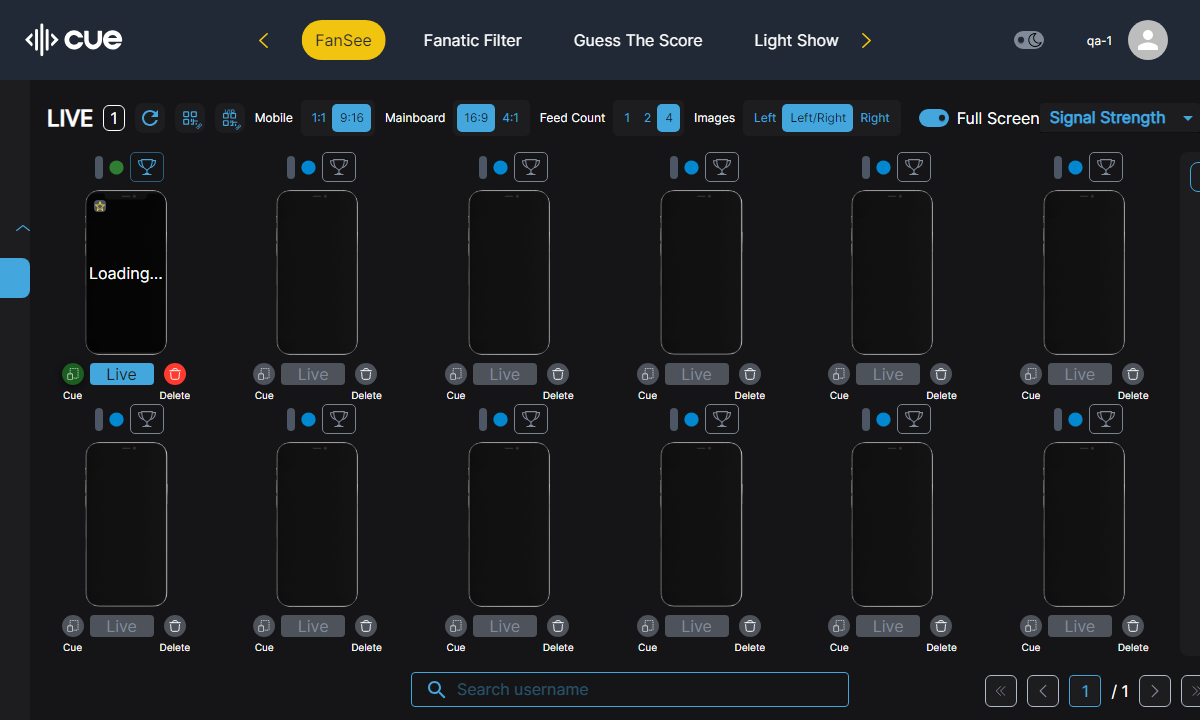 cue
FanSee
Fanatic Filter
Guess The Score
Light Show
qa-1
LIVE 1
Mobile 1:1 9:16
Mainboard 16:9 4:1
Feed Count 1 2 4
Images Left Left/Right Right
Full Screen
Signal Strength
Loading...
Live Live Live Live Live Live
Cue Delete Cue Delete Cue Delete Cue Delete Cue Delete Cue Delete
Live Live Live Live Live Live
Cue Delete Cue Delete Cue Delete Cue Delete Cue Delete Cue Delete
Search username
1 / 1